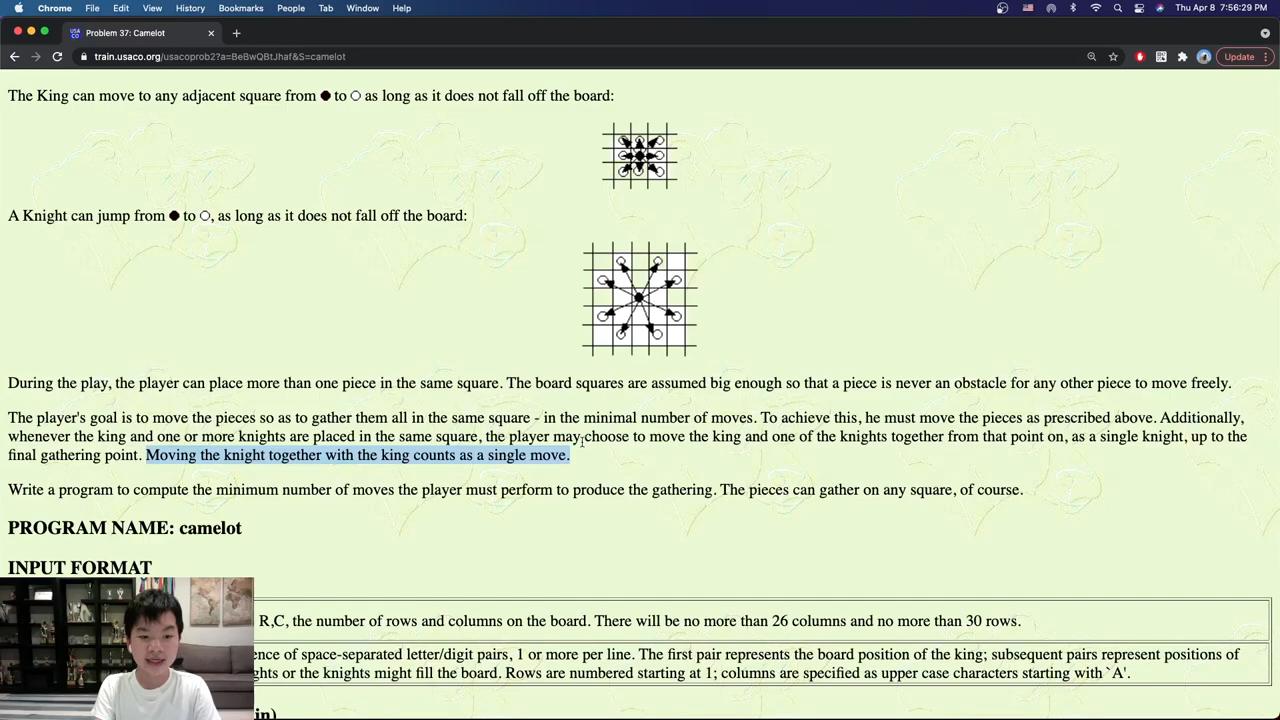 Chrome File Edit View History Bookmarks People Tab Window Help
Thu Apr 8 7:56:29 PM
Problem 37: Camelot
train.usaco.org/usacoprob2?a=BeBwQBtJhaf&S=camelot
Update
The King can move to any adjacent square from to as long as it does not fall off the board:
A Knight can jump from to , as long as it does not fall off the board:
During the play, the player can place more than one piece in the same square. The board squares are assumed big enough so that a piece is never an obstacle for any other piece to move freely.
The player's goal is to move the pieces so as to gather them all in the same square - in the minimal number of moves. To achieve this, he must move the pieces as prescribed above. Additionally,
whenever the king and one or more knights are placed in the same square, the player may choose to move the king and one of the knights together from that point on, as a single knight, up to the
final gathering point. Moving the knight together with the king counts as a single move.
Write a program to compute the minimum number of moves the player must perform to produce the gathering. The pieces can gather on any square, of course.
PROGRAM NAME: camelot
INPUT FORMAT
R,C, the number of rows and columns on the board. There will be no more than 26 columns and no more than 30 rows.
ence of space-separated letter/digit pairs, 1 or more per line. The first pair represents the board position of the king; subsequent pairs represent positions of
ghts or the knights might fill the board. Rows are numbered starting at 1; columns are specified as upper case characters starting with `A'.
in)